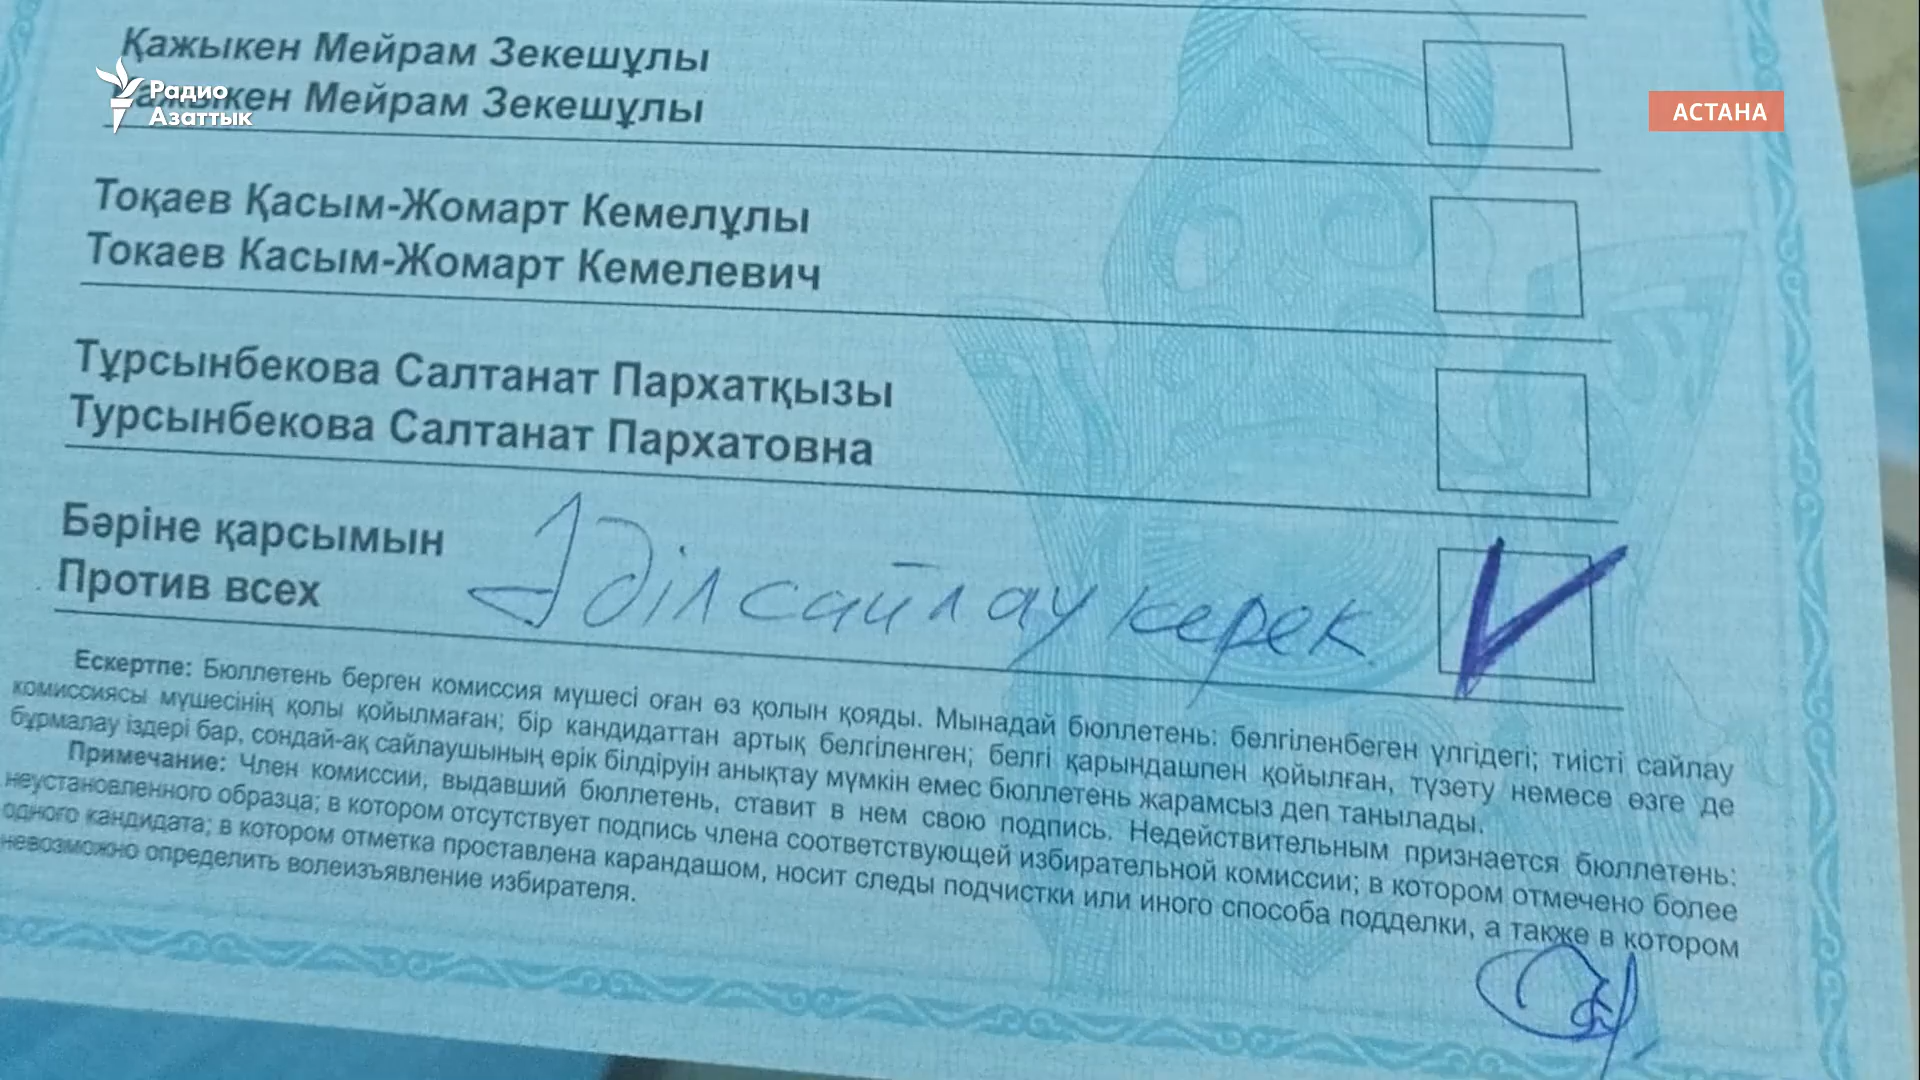 Қажыкен Мейрам Зекешұлы
Қажыкен Мейрам Зекешұлы
Радио
Азаттык
АСТАНА
Тоқаев Қасым-Жомарт Кемелұлы
Токаев Касым-Жомарт Кемелевич
Тұрсынбекова Салтанат Пархатқызы
Турсынбекова Салтанат Пархатовна
Бәріне қарсымын
Против всех
Әділ сайлау керек.
Ескертпе: Бюллетень берген комиссия мүшесі оған өз қолын қояды. Мынадай бюллетень: белгіленбеген үлгідегі; тиісті сайлау
комиссиясы мүшесінің қолы қойылмаған; бір кандидаттан артық белгіленген; белгі қарындашпен қойылған, түзету немесе өзге де
бұрмалау іздері бар, сондай-ақ сайлаушының ерік білдіруін анықтау мүмкін емес бюллетень жарамсыз деп танылады.
Примечание: Член комиссии, выдавший бюллетень, ставит в нем свою подпись. Недействительным признается бюллетень:
неустановленного образца; в котором отсутствует подпись члена соответствующей избирательной комиссии; в котором отмечено более
одного кандидата; в котором отметка проставлена карандашом, носит следы подчистки или иного способа подделки, а также в котором
невозможно определить волеизъявление избирателя.